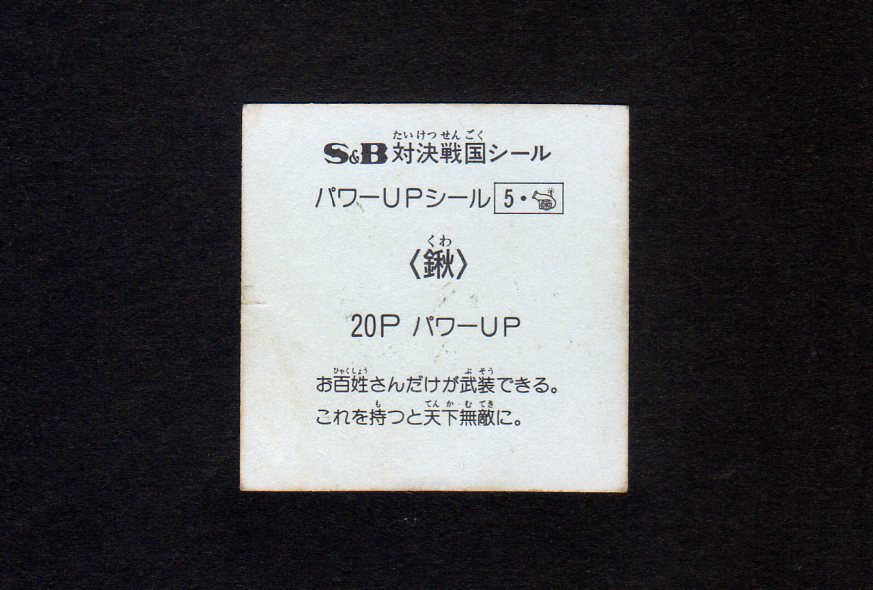 たいけつせんごく
S&B 対決戦国シール
パワーUPシール 5・
くわ
〈鍬〉
20P パワーUP
ひゃくしょう ぶそう
お百姓さんだけが武装できる。
も てんかむてき
これを持つと天下無敵に。